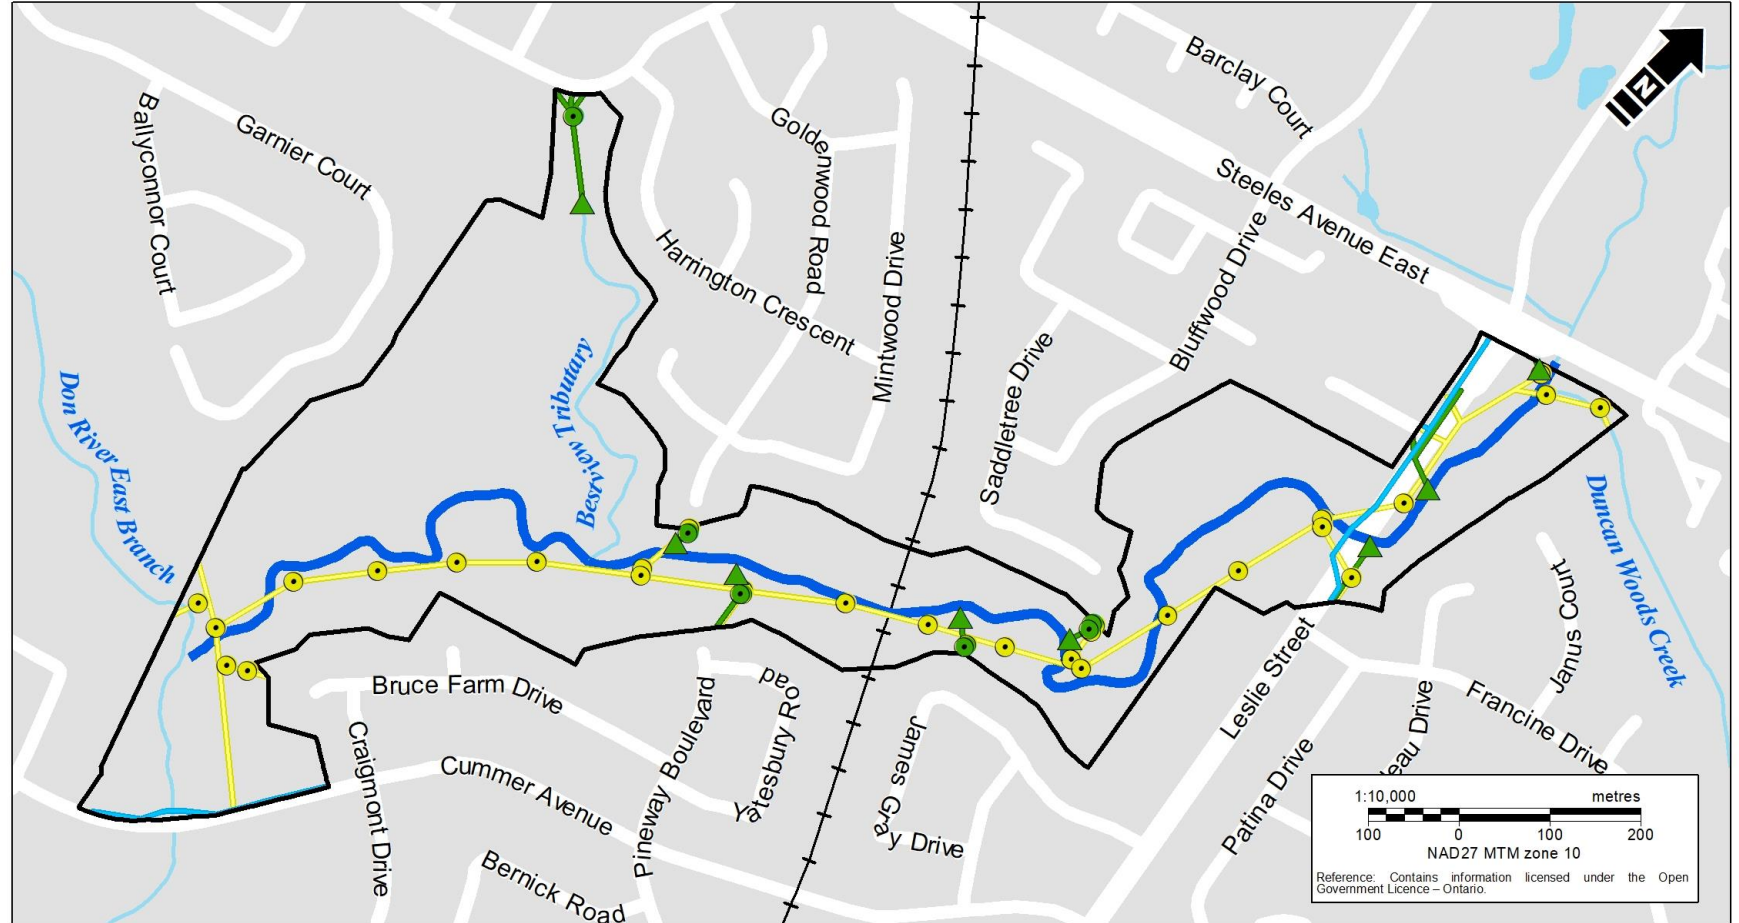 Barclay Court
N
Ballyconnor Court
Garnier Court
Goldenwood Road
Steeles Avenue East
Harrington Crescent
Mintwood Drive
Bluffwood Drive
Saddletree Drive
Don River East Branch
Bestview Tributary
Duncan Woods Creek
Janus Court
Leslie Street
Francine Drive
Bruce Farm Drive
Craigmont Drive
Cummer Avenue
Pineway Boulevard
Yatesbury Road
James Gray Drive
Patina Drive
leau Drive
Bernick Road
1:10,000 metres
100 0 100 200
NAD27 MTM zone 10
Reference: Contains information licensed under the Open
Government Licence – Ontario.